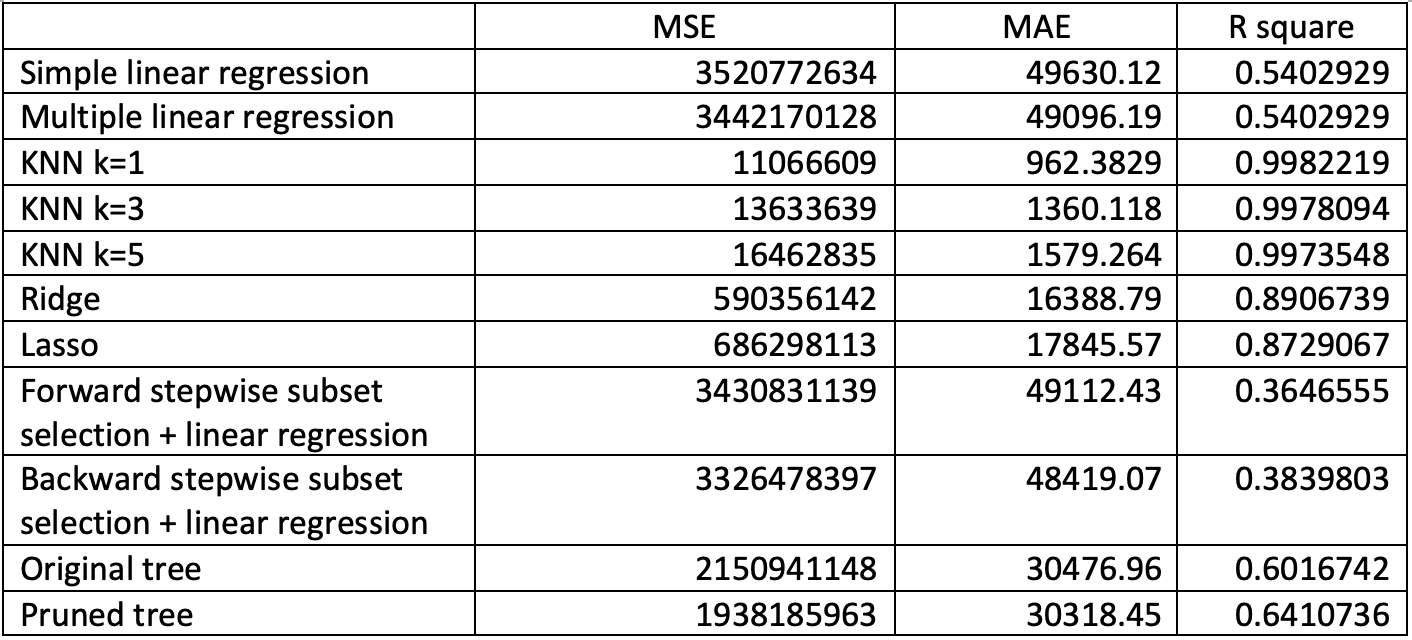 MSE MAE R square
Simple linear regression 3520772634 49630.12 0.5402929
Multiple linear regression 3442170128 49096.19 0.5402929
KNN k=1 11066609 962.3829 0.9982219
KNN k=3 13633639 1360.118 0.9978094
KNN k=5 16462835 1579.264 0.9973548
Ridge 590356142 16388.79 0.8906739
Lasso 686298113 17845.57 0.8729067
Forward stepwise subset 3430831139 49112.43 0.3646555
selection + linear regression
Backward stepwise subset 3326478397 48419.07 0.3839803
selection + linear regression
Original tree 2150941148 30476.96 0.6016742
Pruned tree 1938185963 30318.45 0.6410736